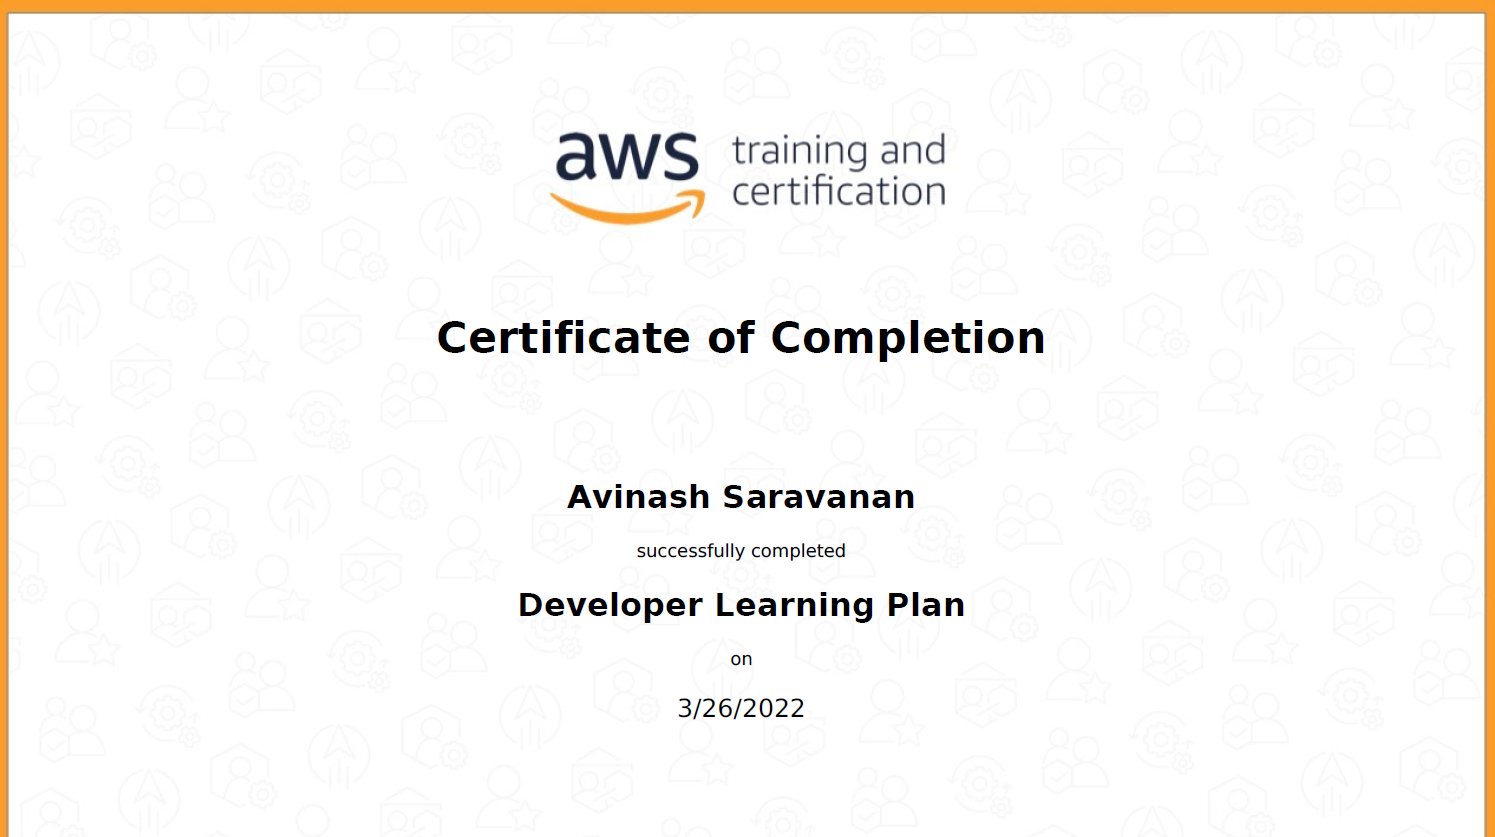 aws training and
certification
Certificate of Completion
Avinash Saravanan
successfully completed
Developer Learning Plan
on
3/26/2022